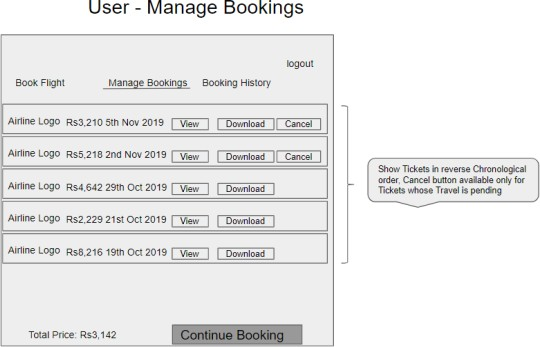 User - Manage Bookings
logout
Book Flight Manage Bookings Booking History
Airline Logo Rs3,210 5th Nov 2019 View Download Cancel
Airline Logo Rs5,218 2nd Nov 2019 View Download Cancel
Airline Logo Rs4,642 29th Oct 2019 View Download
Airline Logo Rs2,229 21st Oct 2019 View Download
Airline Logo Rs8,216 19th Oct 2019 View Download
Show Tickets in reverse Chronological
order, Cancel button available only for
Tickets whose Travel is pending
Total Price: Rs3,142 Continue Booking